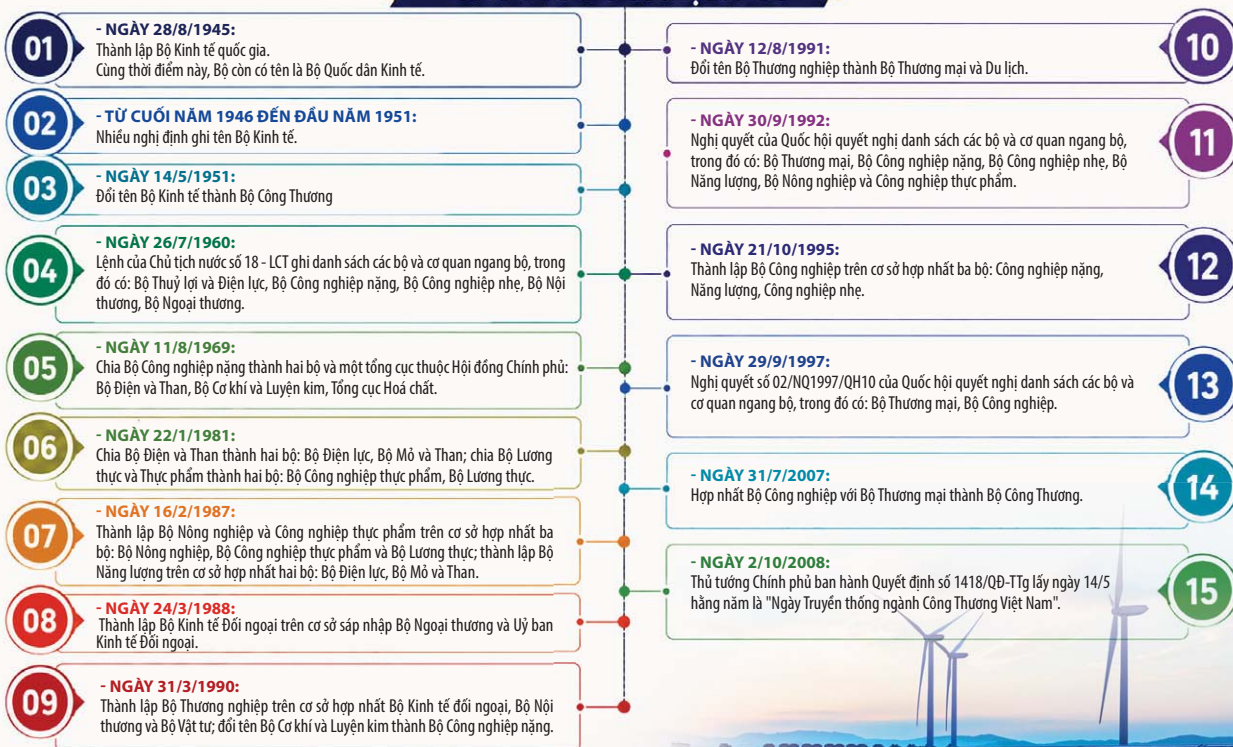 01
- NGÀY 28/8/1945:
Thành lập Bộ Kinh tế quốc gia.
Cùng thời điểm này, Bộ còn có tên là Bộ Quốc dân Kinh tế.
02
- TỪ CUỐI NĂM 1946 ĐẾN ĐẦU NĂM 1951:
Nhiều nghị định ghi tên Bộ Kinh tế.
03
- NGÀY 14/5/1951:
Đổi tên Bộ Kinh tế thành Bộ Công Thương
04
- NGÀY 26/7/1960:
Lệnh của Chủ tịch nước số 18 - LCT ghi danh sách các bộ và cơ quan ngang bộ, trong
đó có: Bộ Thuỷ lợi và Điện lực, Bộ Công nghiệp nặng, Bộ Công nghiệp nhẹ, Bộ Nội
thương, Bộ Ngoại thương.
05
- NGÀY 11/8/1969:
Chia Bộ Công nghiệp nặng thành hai bộ và một tổng cục thuộc Hội đồng Chính phủ:
Bộ Điện và Than, Bộ Cơ khí và Luyện kim, Tổng cục Hoá chất.
06
- NGÀY 22/1/1981:
Chia Bộ Điện và Than thành hai bộ: Bộ Điện lực, Bộ Mỏ và Than; chia Bộ Lương
thực và Thực phẩm thành hai bộ: Bộ Công nghiệp thực phẩm, Bộ Lương thực.
07
- NGÀY 16/2/1987:
Thành lập Bộ Nông nghiệp và Công nghiệp thực phẩm trên cơ sở hợp nhất ba
bộ: Bộ Nông nghiệp, Bộ Công nghiệp thực phẩm và Bộ Lương thực; thành lập Bộ
Năng lượng trên cơ sở hợp nhất hai bộ: Bộ Điện lực, Bộ Mỏ và Than.
08
- NGÀY 24/3/1988:
Thành lập Bộ Kinh tế Đối ngoại trên cơ sở sáp nhập Bộ Ngoại thương và Uỷ ban
Kinh tế Đối ngoại.
09
- NGÀY 31/3/1990:
Thành lập Bộ Thương nghiệp trên cơ sở hợp nhất Bộ Kinh tế đối ngoại, Bộ Nội
thương và Bộ Vật tư; đổi tên Bộ Cơ khí và Luyện kim thành Bộ Công nghiệp nặng.
10
- NGÀY 12/8/1991:
Đổi tên Bộ Thương nghiệp thành Bộ Thương mại và Du lịch.
11
- NGÀY 30/9/1992:
Nghị quyết của Quốc hội quyết nghị danh sách các bộ và cơ quan ngang bộ,
trong đó có: Bộ Thương mại, Bộ Công nghiệp nặng, Bộ Công nghiệp nhẹ, Bộ
Năng lượng, Bộ Nông nghiệp và Công nghiệp thực phẩm.
12
- NGÀY 21/10/1995:
Thành lập Bộ Công nghiệp trên cơ sở hợp nhất ba bộ: Công nghiệp nặng,
Năng lượng, Công nghiệp nhẹ.
13
- NGÀY 29/9/1997:
Nghị quyết số 02/NQ1997/QH10 của Quốc hội quyết nghị danh sách các bộ và
cơ quan ngang bộ, trong đó có: Bộ Thương mại, Bộ Công nghiệp.
14
- NGÀY 31/7/2007:
Hợp nhất Bộ Công nghiệp với Bộ Thương mại thành Bộ Công Thương.
15
- NGÀY 2/10/2008:
Thủ tướng Chính phủ ban hành Quyết định số 1418/QĐ-TTg lấy ngày 14/5
hằng năm là "Ngày Truyền thống ngành Công Thương Việt Nam".